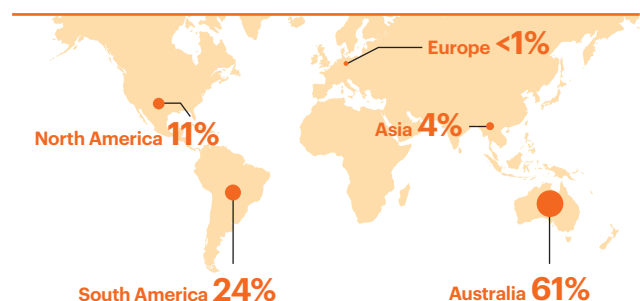 Europe <1%
North America 11%
Asia 4%
South America 24%
Australia 61%